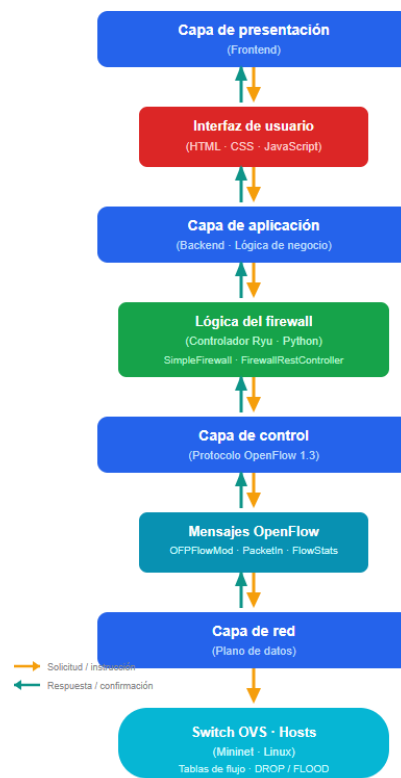 Capa de presentación
(Frontend)
Interfaz de usuario
(HTML · CSS · JavaScript)
Capa de aplicación
(Backend · Lógica de negocio)
Lógica del firewall
(Controlador Ryu · Python)
SimpleFirewall · FirewallRestController
Capa de control
(Protocolo OpenFlow 1.3)
Mensajes OpenFlow
OFPFlowMod · PacketIn · FlowStats
Capa de red
(Plano de datos)
Solicitud / instrucción
Respuesta / confirmación
Switch OVS · Hosts
(Mininet · Linux)
Tablas de flujo · DROP / FLOOD